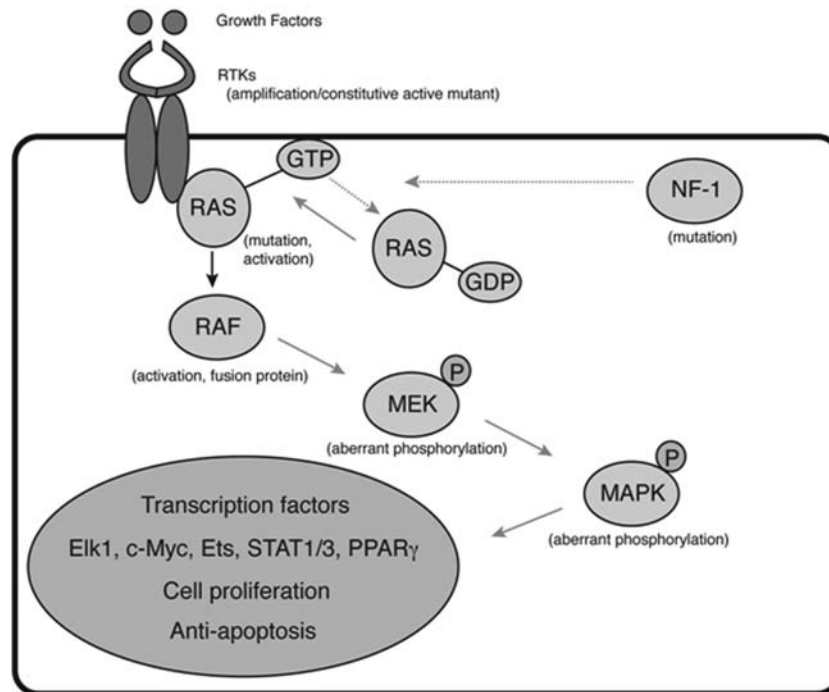 Growth Factors
RTKs
(amplification/constitutive active mutant)
GTP
NF-1
RAS
(mutation,
activation)
RAS
(mutation)
GDP
RAF
(activation, fusion protein)
P
MEK
(aberrant phosphorylation)
P
MAPK
(aberrant phosphorylation)
Transcription factors
Elk1, c-Myc, Ets, STAT1/3, PPARγ
Cell proliferation
Anti-apoptosis